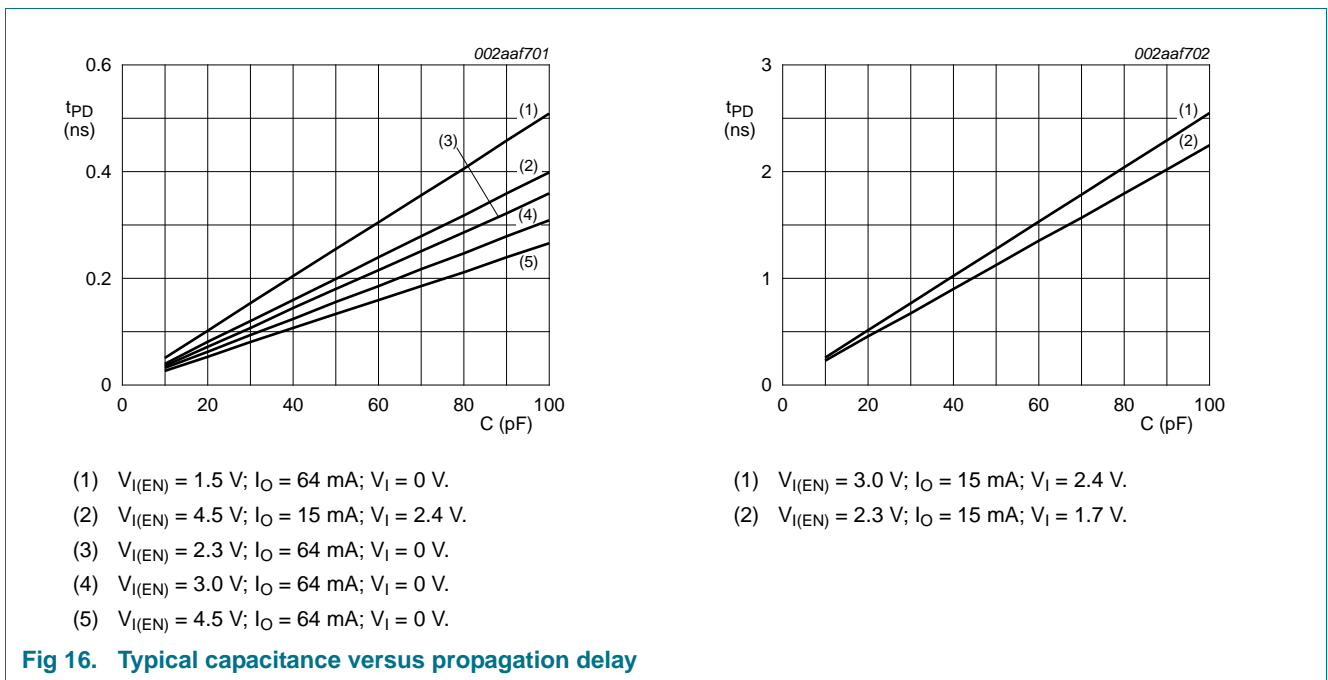 002aaf701
0.6
tPD
(ns)
(1)
(3)
0.4
(2)
(4)
0.2
(5)
0
0 20 40 60 80 100
C (pF)
(1) VI(EN) = 1.5 V; IO = 64 mA; VI = 0 V.
(2) VI(EN) = 4.5 V; IO = 15 mA; VI = 2.4 V.
(3) VI(EN) = 2.3 V; IO = 64 mA; VI = 0 V.
(4) VI(EN) = 3.0 V; IO = 64 mA; VI = 0 V.
(5) VI(EN) = 4.5 V; IO = 64 mA; VI = 0 V.
002aaf702
3
tPD
(ns)
(1)
(2)
2
1
0
0 20 40 60 80 100
C (pF)
(1) VI(EN) = 3.0 V; IO = 15 mA; VI = 2.4 V.
(2) VI(EN) = 2.3 V; IO = 15 mA; VI = 1.7 V.
Fig 16. Typical capacitance versus propagation delay